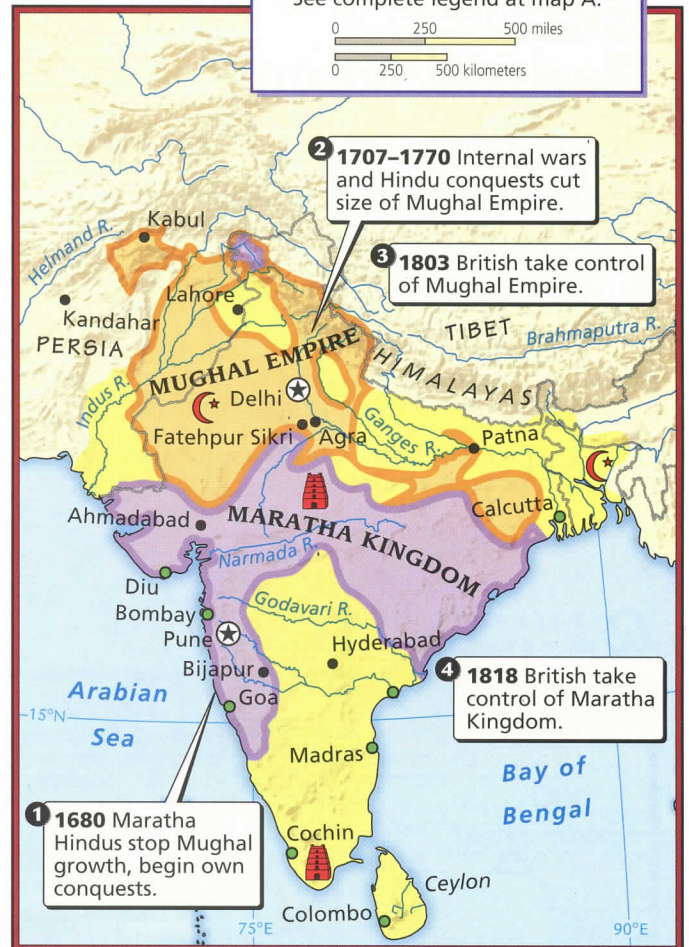 See complete legend at map A.
0 250 500 miles
0 250 500 kilometers
2 1707–1770 Internal wars
and Hindu conquests cut
size of Mughal Empire.
3 1803 British take control
of Mughal Empire.
Kabul
Helmand R.
Lahore
Kandahar
PERSIA
TIBET
Brahmaputra R.
HIMALAYAS
MUGHAL EMPIRE
Indus R.
Delhi
Fatehpur Sikri
Agra
Ganges R.
Patna
Calcutta
Ahmadabad
MARATHA KINGDOM
Narmada R.
Diu
Godavari R.
Bombay
Pune
Hyderabad
Bijapur
Goa
4 1818 British take
control of Maratha
Kingdom.
Arabian
Sea
15°N
Madras
Bay of
Bengal
1 1680 Maratha
Hindus stop Mughal
growth, begin own
conquests.
Cochin
Ceylon
Colombo
75°E
90°E